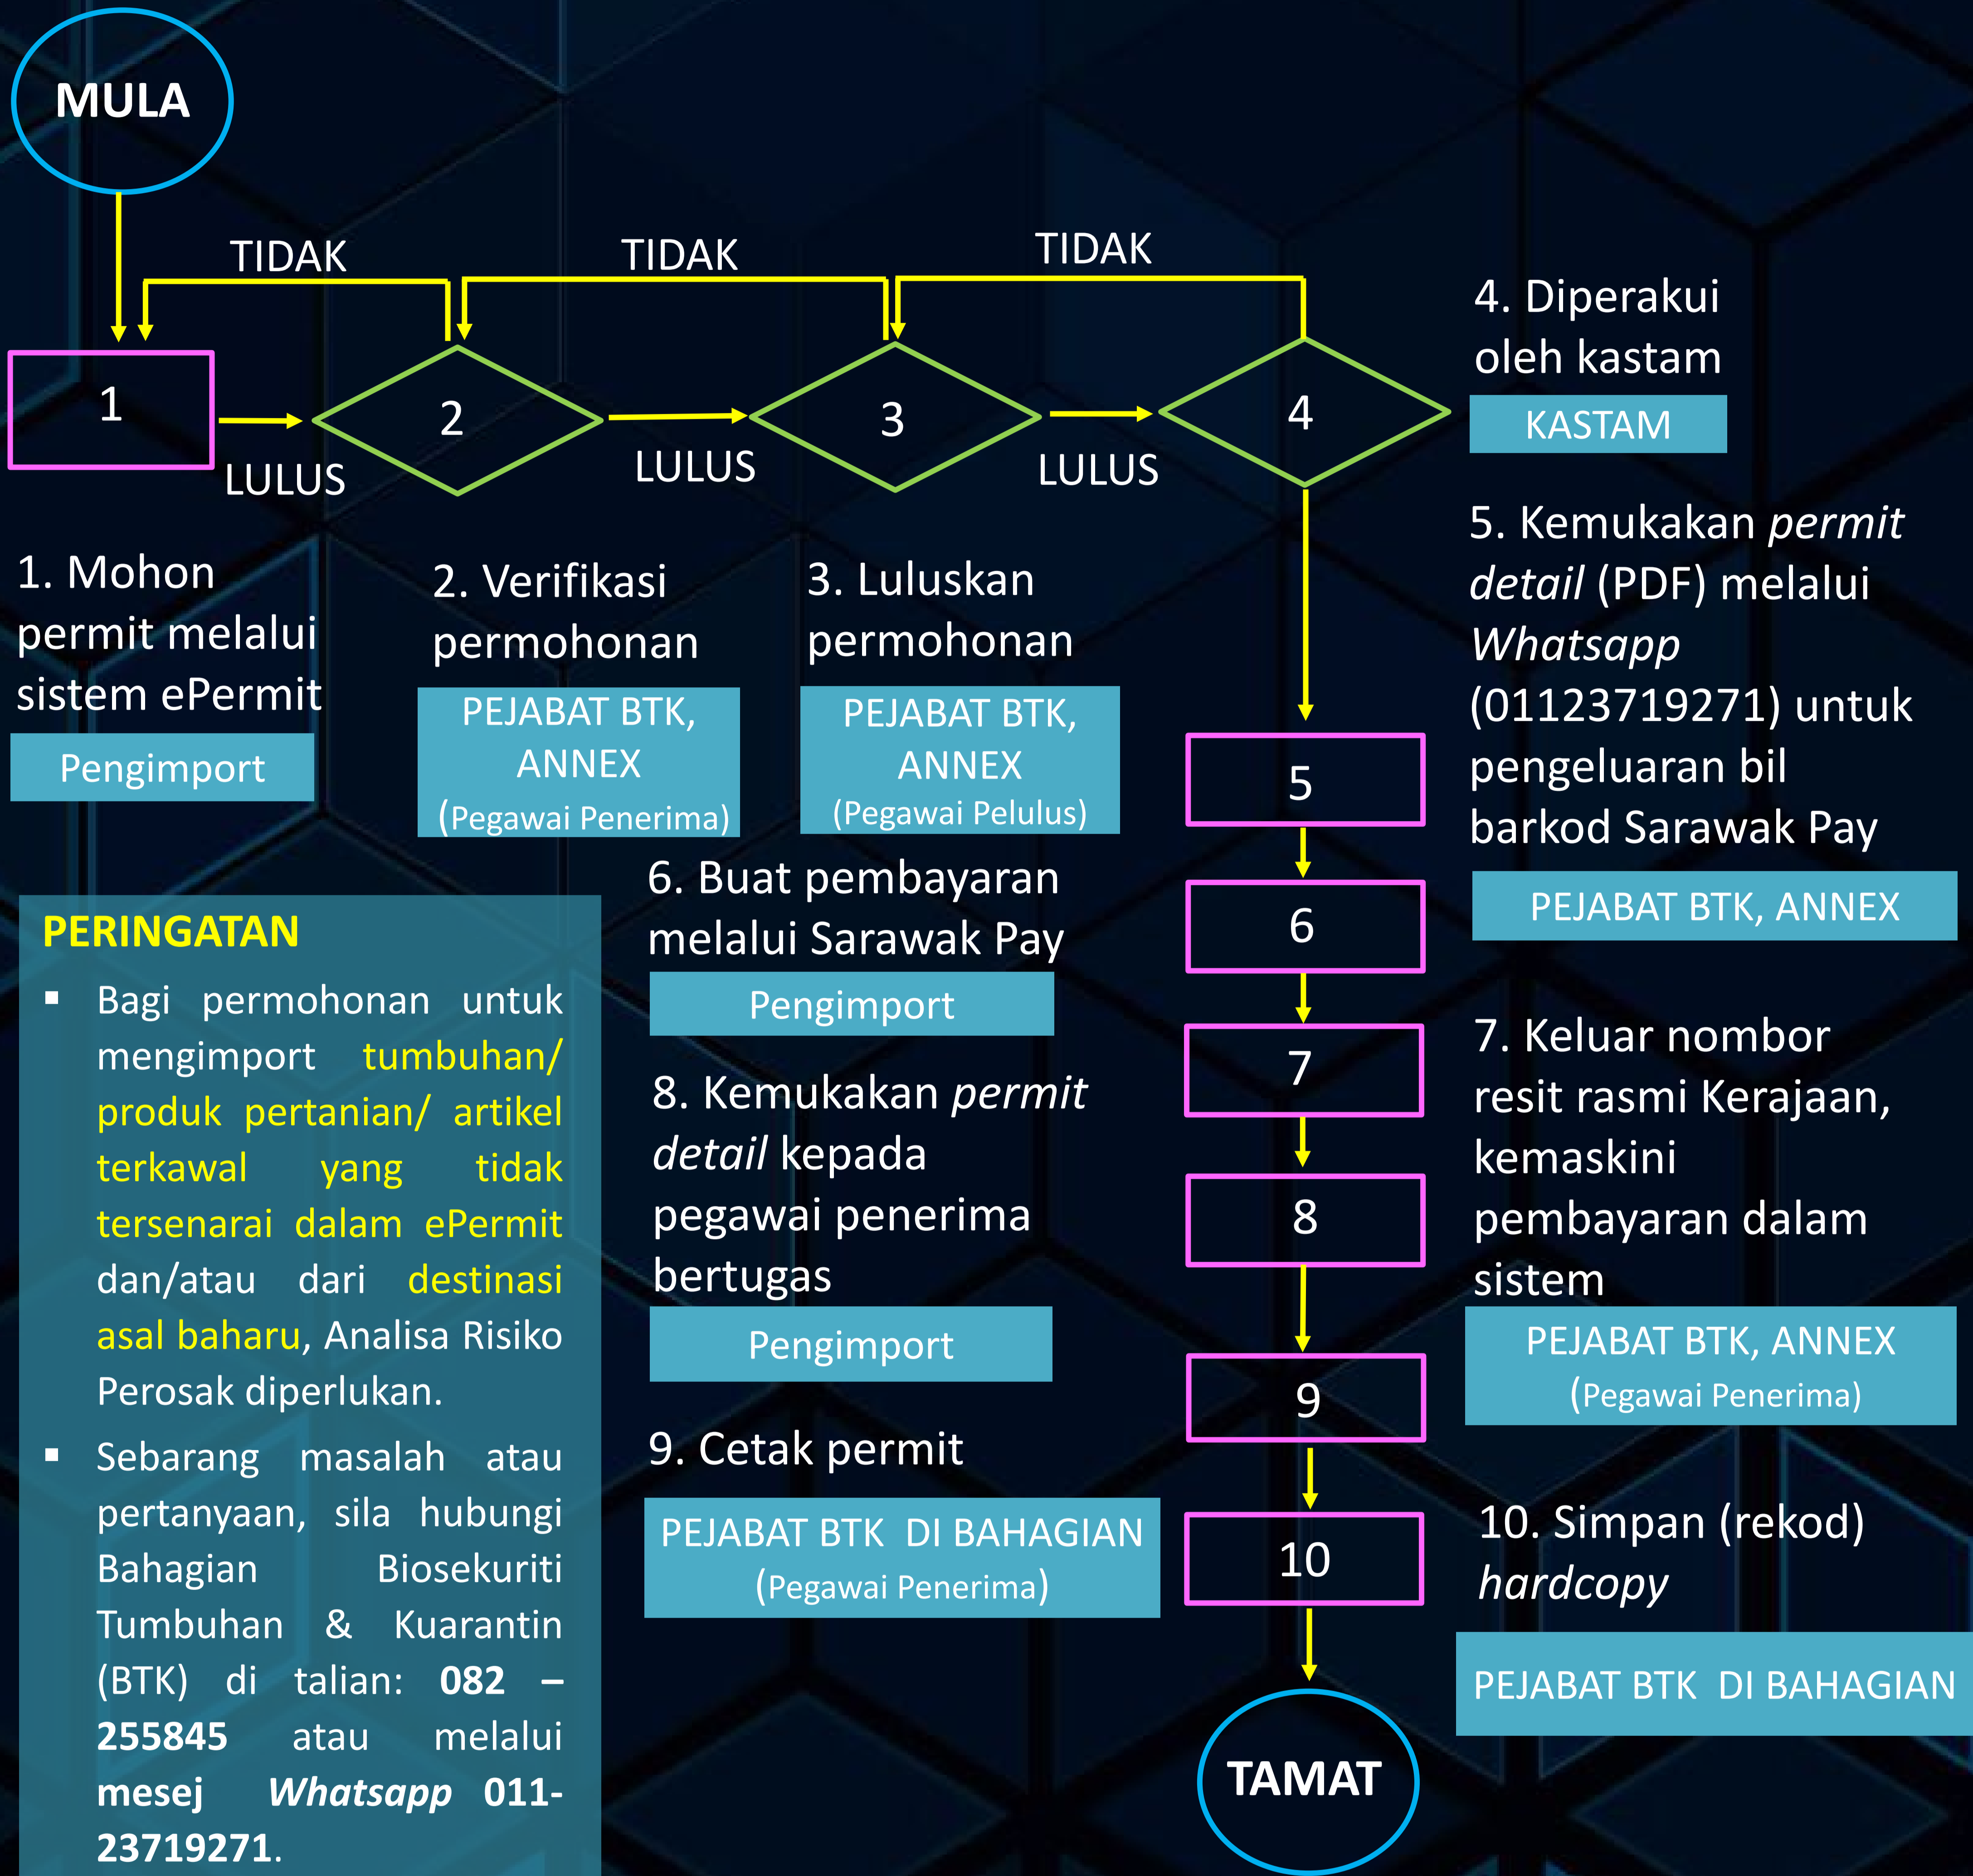 MULA
TIDAK
TIDAK
TIDAK
1
2
3
4
LULUS
LULUS
LULUS
1. Mohon
permit melalui
sistem ePermit
Pengimport
2. Verifikasi
permohonan
PEJABAT BTK,
ANNEX
(Pegawai Penerima)
3. Luluskan
permohonan
PEJABAT BTK,
ANNEX
(Pegawai Pelulus)
4. Diperakui
oleh kastam
KASTAM
5. Kemukakan permit
detail (PDF) melalui
Whatsapp
(01123719271) untuk
pengeluaran bil
barkod Sarawak Pay
PEJABAT BTK, ANNEX
5
6
7
8
9
10
6. Buat pembayaran
melalui Sarawak Pay
Pengimport
7. Keluar nombor
resit rasmi Kerajaan,
kemaskini
pembayaran dalam
sistem
PEJABAT BTK, ANNEX
(Pegawai Penerima)
8. Kemukakan permit
detail kepada
pegawai penerima
bertugas
Pengimport
9. Cetak permit
PEJABAT BTK DI BAHAGIAN
(Pegawai Penerima)
10. Simpan (rekod)
hardcopy
PEJABAT BTK DI BAHAGIAN
TAMAT
PERINGATAN
▪ Bagi permohonan untuk
mengimport tumbuhan/
produk pertanian/ artikel
terkawal yang tidak
tersenarai dalam ePermit
dan/atau dari destinasi
asal baharu, Analisa Risiko
Perosak diperlukan.
▪ Sebarang masalah atau
pertanyaan, sila hubungi
Bahagian Biosekuriti
Tumbuhan & Kuarantin
(BTK) di talian: 082 –
255845 atau melalui
mesej Whatsapp 011-
23719271.